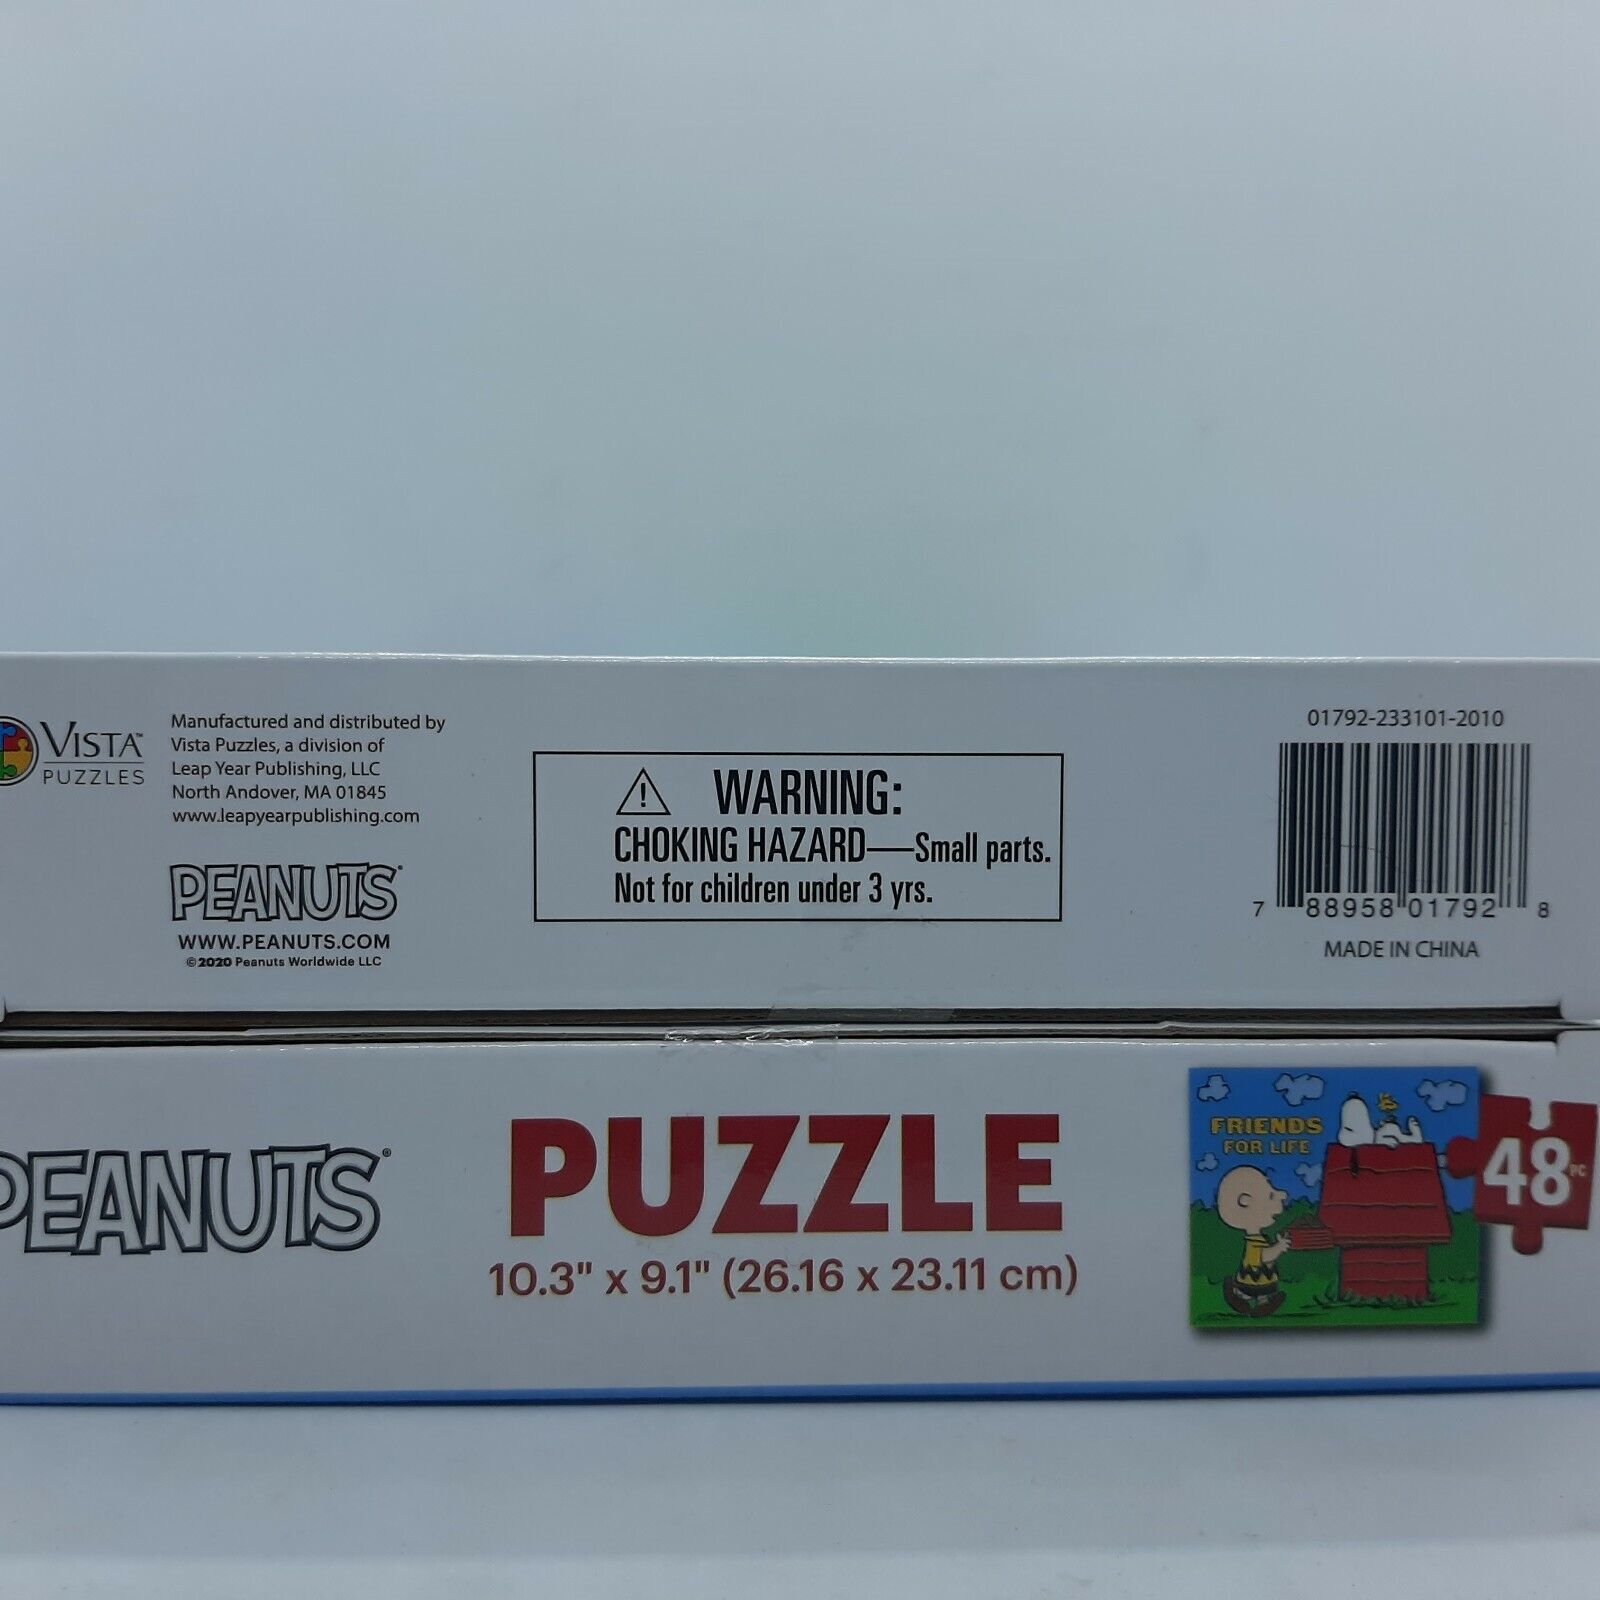 VISTA™
PUZZLES
Manufactured and distributed by
Vista Puzzles, a division of
Leap Year Publishing, LLC
North Andover, MA 01845
www.leapyearpublishing.com
PEANUTS®
WWW.PEANUTS.COM
©2020 Peanuts Worldwide LLC
WARNING:
CHOKING HAZARD—Small parts.
Not for children under 3 yrs.
01792-233101-2010
7 88958 01792 8
MADE IN CHINA
PEANUTS®
PUZZLE
10.3" x 9.1" (26.16 x 23.11 cm)
FRIENDS
FOR LIFE
48PC